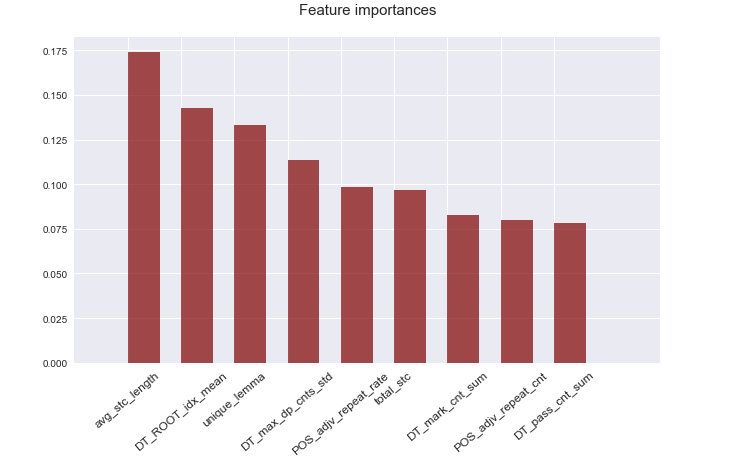 Feature importances
0.175
0.150
0.125
0.100
0.075
0.050
0.025
0.000
avg_stc_length
DT_ROOT_idx_mean
unique_lemma
DT_max_dp_cnts_std
POS_adjv_repeat_rate
total_stc
DT_mark_cnt_sum
POS_adjv_repeat_cnt
DT_pass_cnt_sum